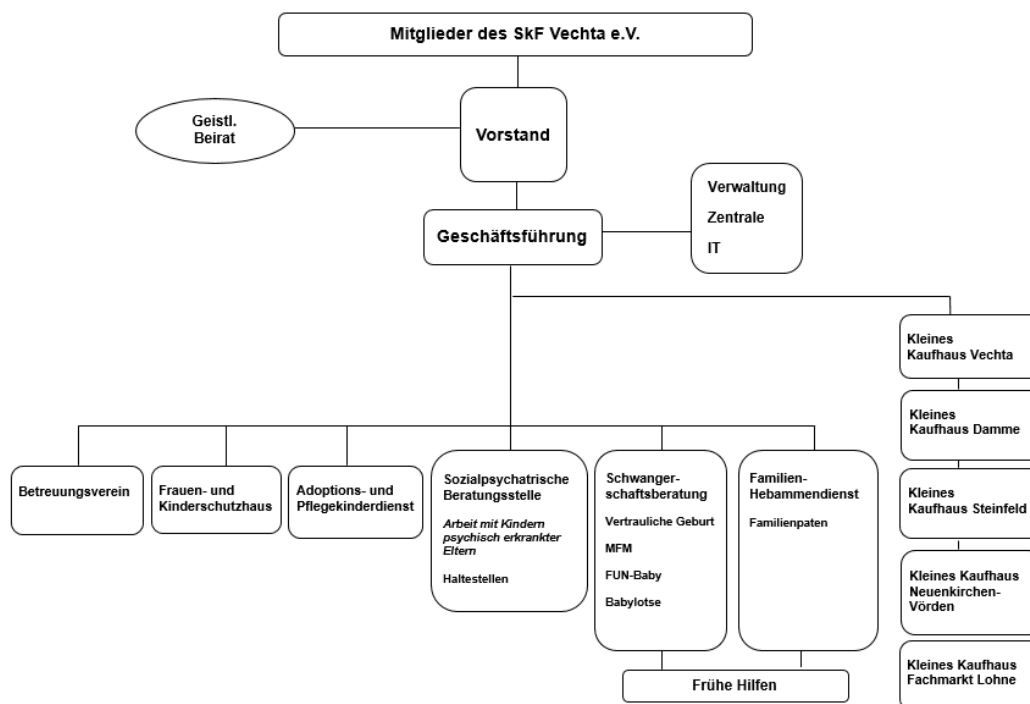 Mitglieder des SkF Vechta e.V.
Geistl.
Beirat
Vorstand
Verwaltung
Zentrale
IT
Geschäftsführung
Kleines
Kaufhaus Vechta
Kleines
Kaufhaus Damme
Kleines
Kaufhaus Steinfeld
Kleines Kaufhaus
Neuenkirchen-
Vörden
Kleines Kaufhaus
Fachmarkt Lohne
Betreuungsverein
Frauen- und
Kinderschutzhaus
Adoptions- und
Pflegekinderdienst
Sozialpsychatrische
Beratungsstelle
Arbeit mit Kindern
psychisch erkrankter
Eltern
Haltestellen
Schwanger-
schaftsberatung
Vertrauliche Geburt
MFM
FUN-Baby
Babylotse
Familien-
Hebammendienst
Familienpaten
Frühe Hilfen